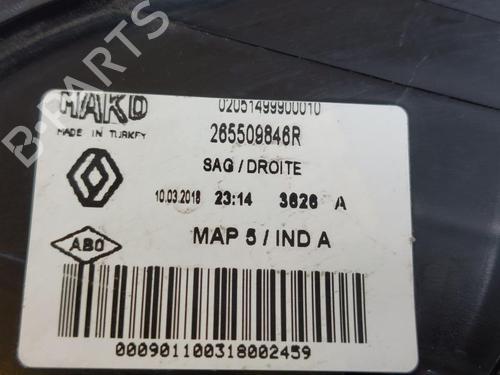 B-PARTS
MAKO
02051499900010
MADE IN TURKEY
265509846R
SAG / DROITE
10.03.2018 23:14 3626 A
ABO
MAP 5 / IND A
000901100318002459